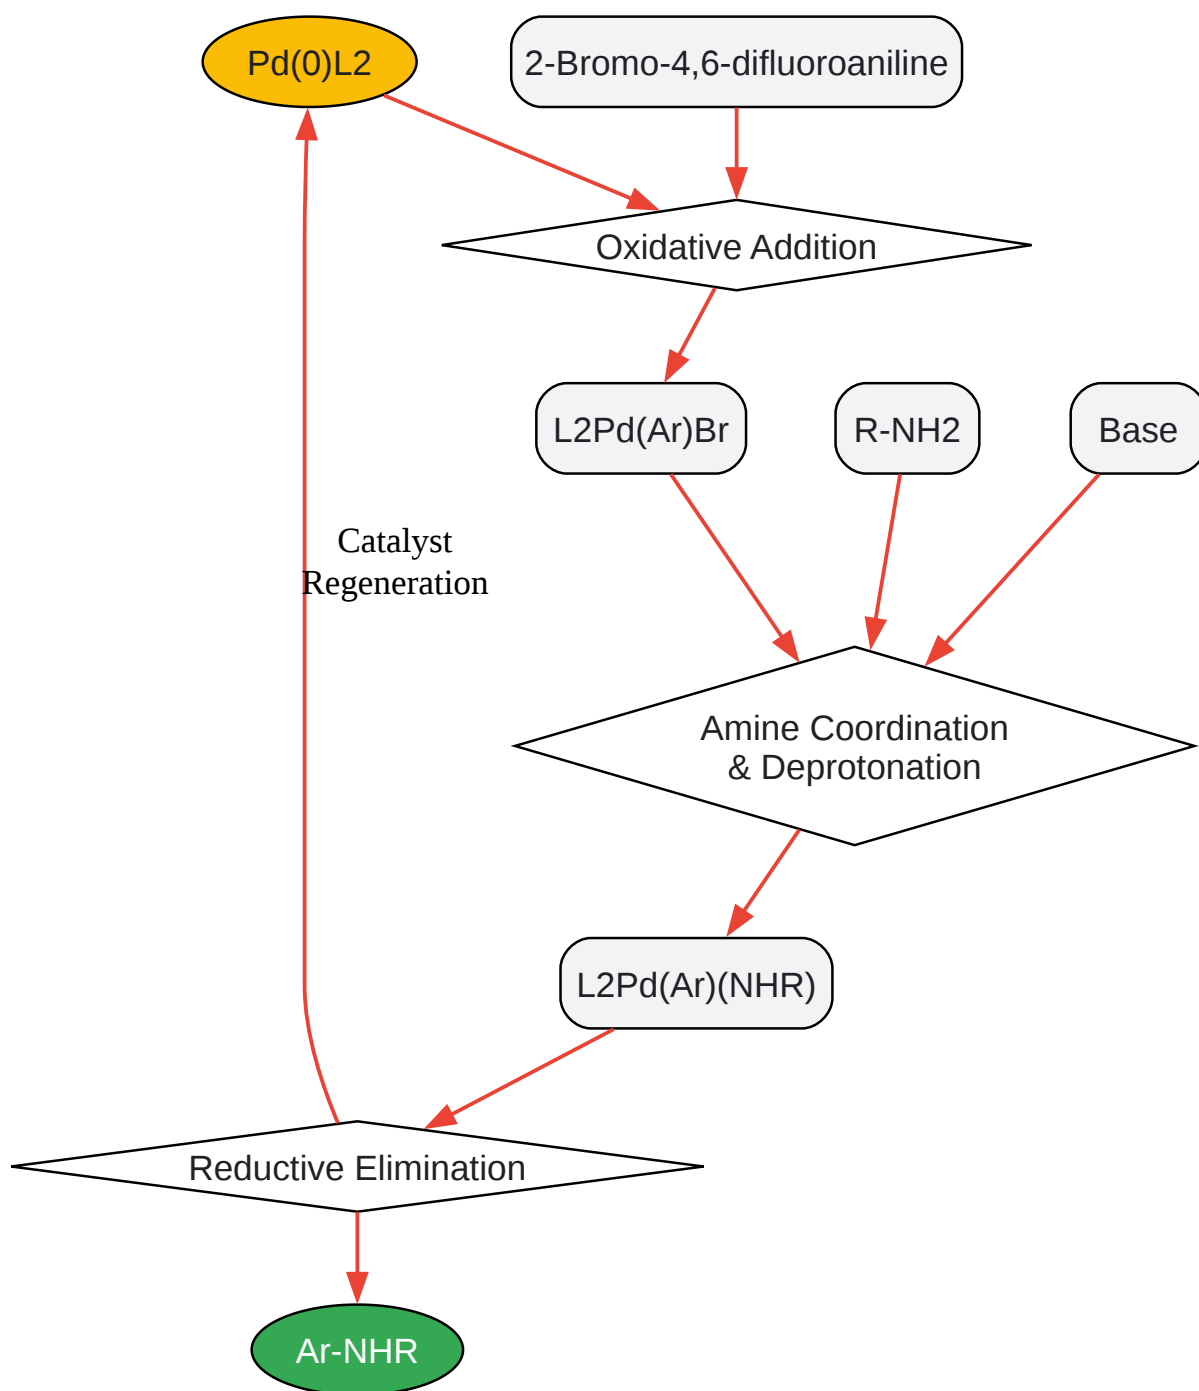 Pd(0)L2
2-Bromo-4,6-difluoroaniline
Oxidative Addition
L2Pd(Ar)Br
R-NH2
Base
Catalyst
Regeneration
Amine Coordination
& Deprotonation
L2Pd(Ar)(NHR)
Reductive Elimination
Ar-NHR